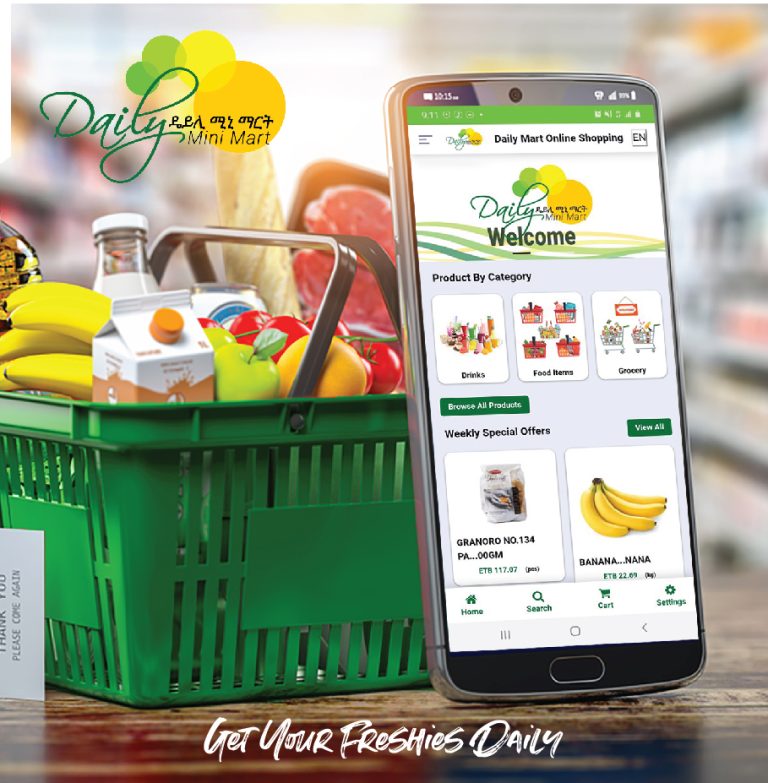 Daily ዴይሊ ሚኒ ማርት
Mini Mart
10:15 AM
9:11
Daily Mart Online Shopping EN
Daily ዴይሊ ሚኒ ማርት
Mini Mart
Welcome
Product By Category
Drinks
Food Items
Grocery
Browse All Products
Weekly Special Offers
View All
GRANORO NO.134
PA...00GM
ETB 117.07 (pcs)
BANANA...NANA
ETB 22.69 (kg)
Home
Search
Cart
Settings
THANK YOU
PLEASE COME AGAIN
Get Your Freshies Daily